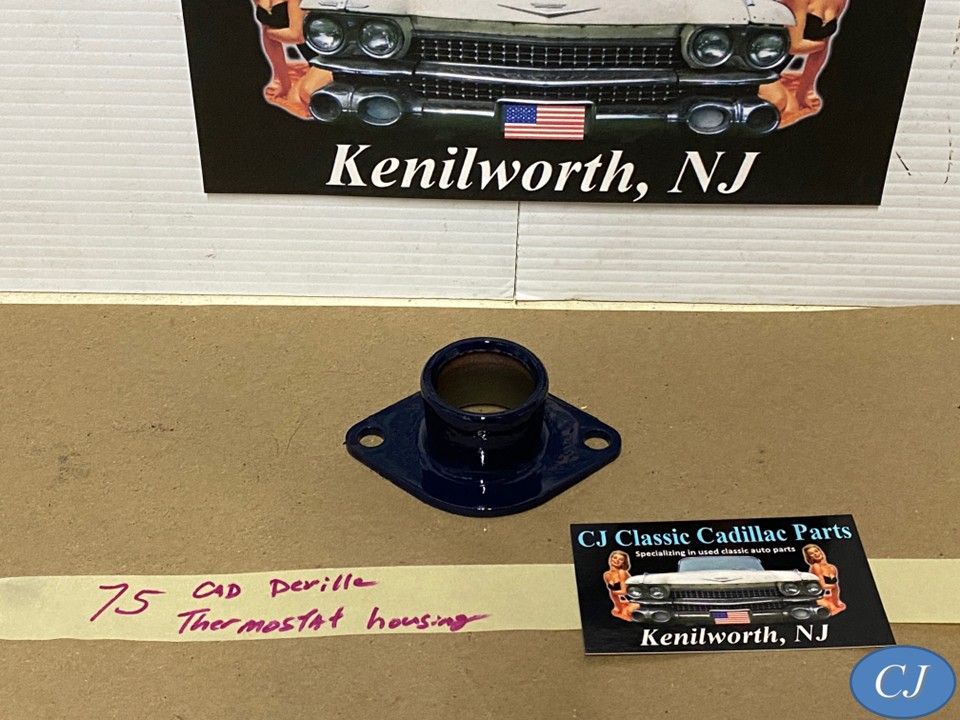 Kenilworth, NJ
CJ Classic Cadillac Parts
Specializing in used classic auto parts
Kenilworth, NJ
75 CAD Deville
Thermostat housing
CJ